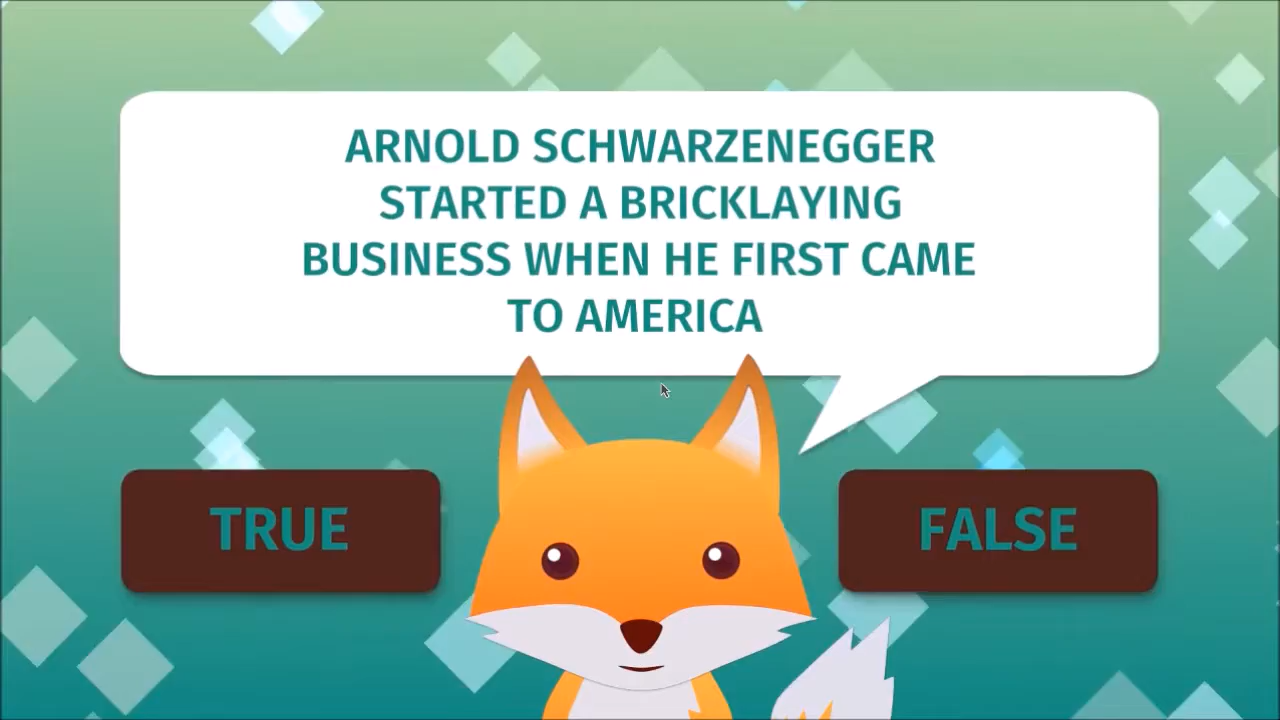 ARNOLD SCHWARZENEGGER
STARTED A BRICKLAYING
BUSINESS WHEN HE FIRST CAME
TO AMERICA
TRUE
FALSE